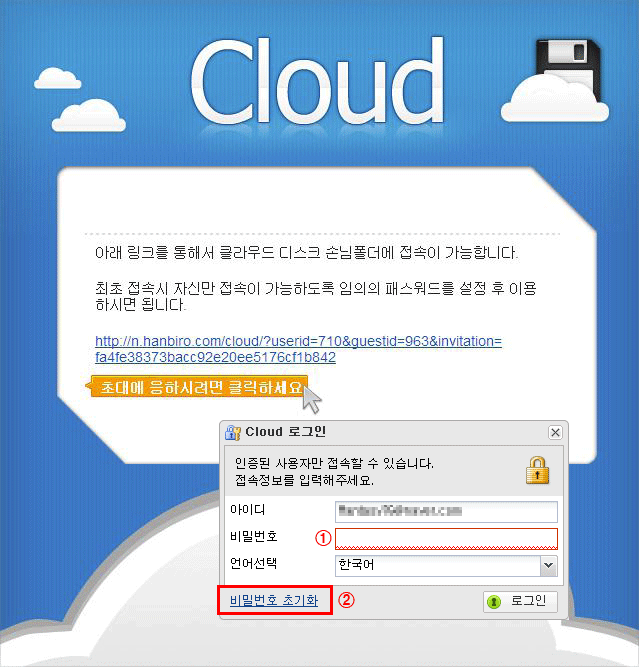 Cloud
아래 링크를 통해서 클라우드 디스크 손님폴더에 접속이 가능합니다.
최초 접속시 자신만 접속이 가능하도록 임의의 패스워드를 설정 후 이용
하시면 됩니다.
http://n.hanbiro.com/cloud/?userid=710&guestid=963&invitation=
fa4fe38373bacc92e20ee5176cf1b842
초대에 응하시려면 클릭하세요
Cloud 로그인
인증된 사용자만 접속할 수 있습니다.
접속정보를 입력해주세요.
아이디
비밀번호 ①
언어선택 한국어
비밀번호 초기화 ② 로그인